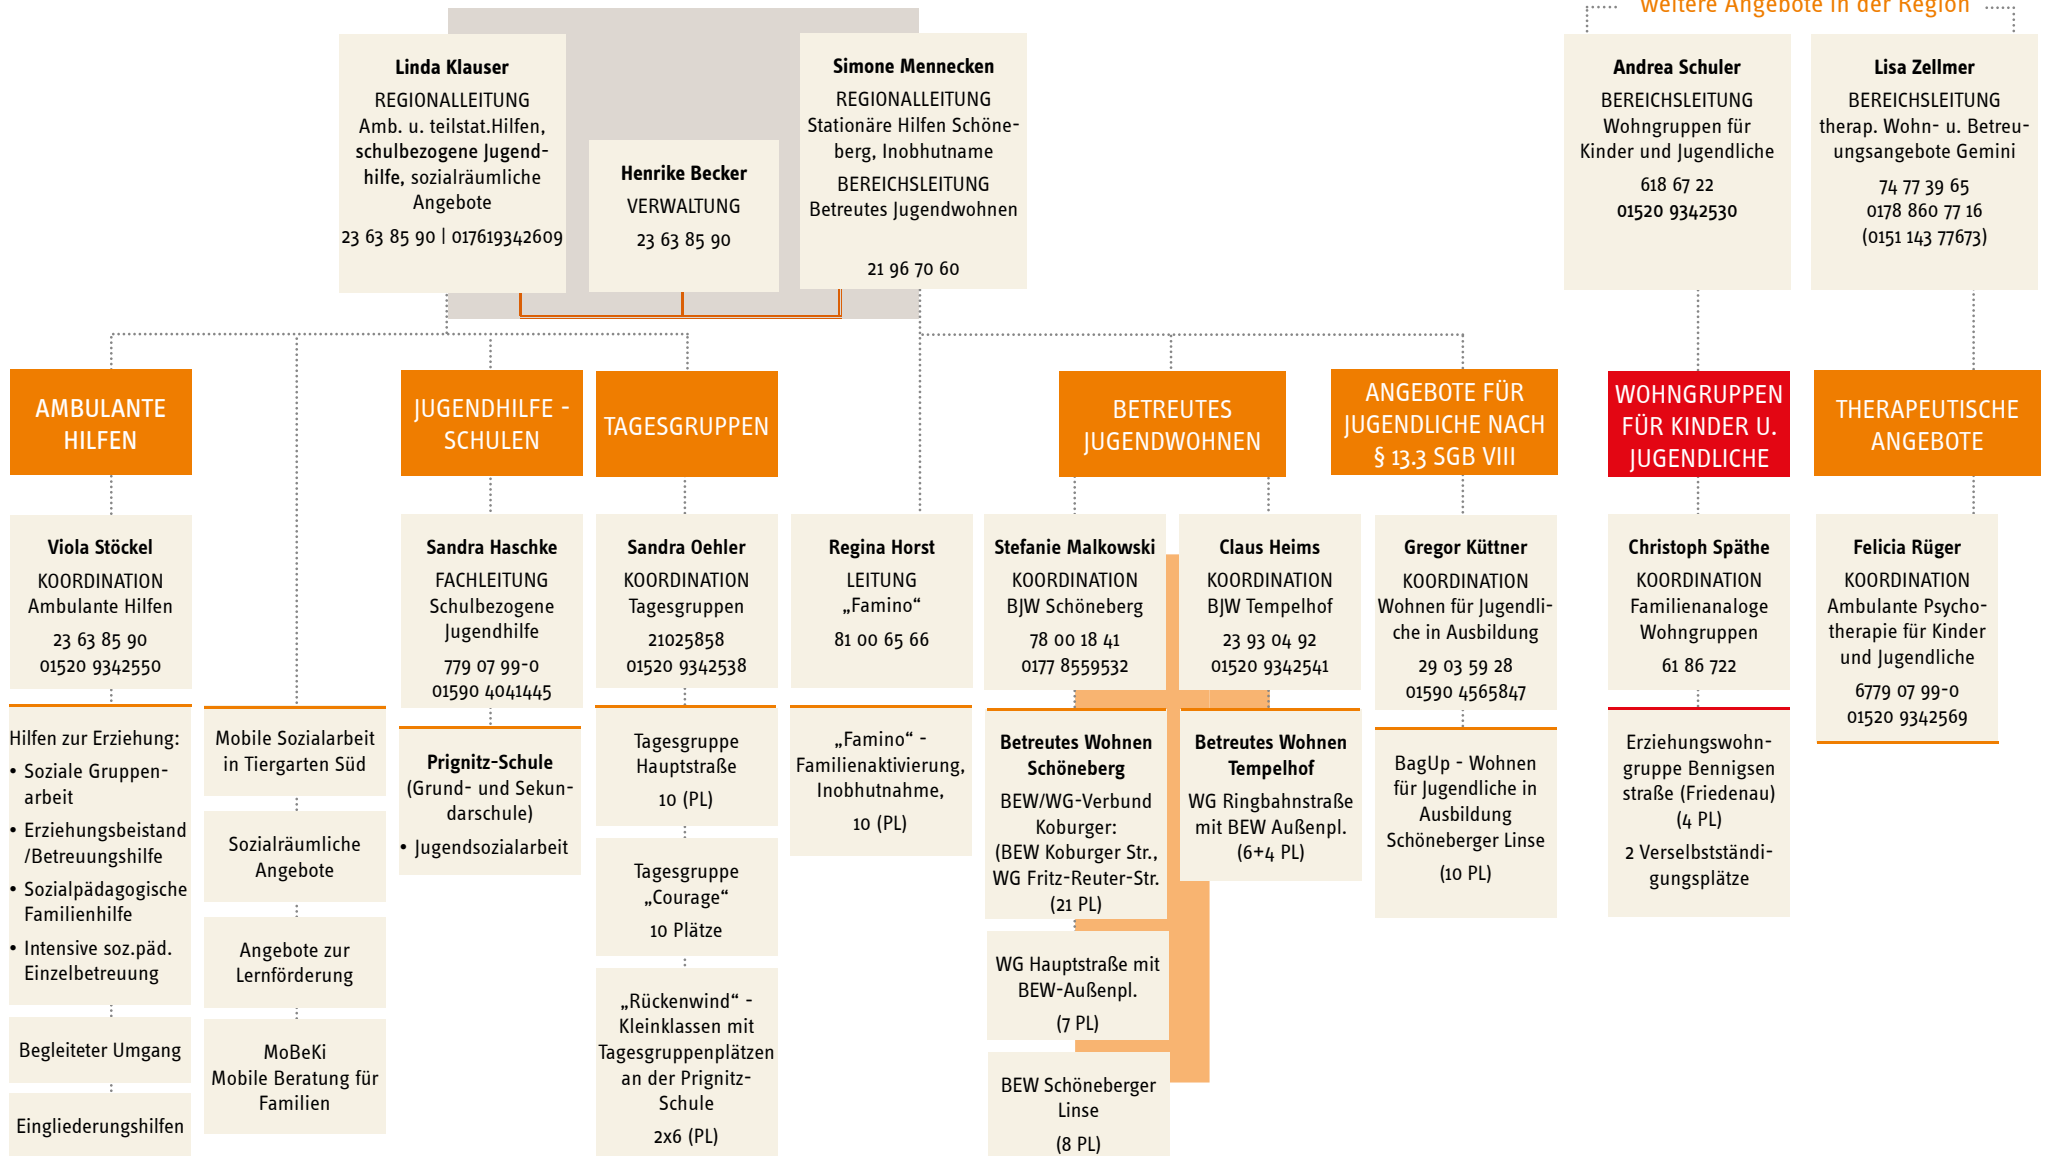 Weitere Angebote in der Region
Linda Klauser
REGIONALLEITUNG
Amb. u. teilstat.Hilfen,
schulbezogene Jugend-
hilfe, sozialräumliche
Angebote
23 63 85 90 | 017619342609
Henrike Becker
VERWALTUNG
23 63 85 90
Simone Mennecken
REGIONALLEITUNG
Stationäre Hilfen Schöne-
berg, Inobhutname
BEREICHSLEITUNG
Betreutes Jugendwohnen
21 96 70 60
Andrea Schuler
BEREICHSLEITUNG
Wohngruppen für
Kinder und Jugendliche
618 67 22
01520 9342530
Lisa Zellmer
BEREICHSLEITUNG
therap. Wohn- u. Betreu-
ungsangebote Gemini
74 77 39 65
0178 860 77 16
(0151 143 77673)
AMBULANTE
HILFEN
JUGENDHILFE -
SCHULEN
TAGESGRUPPEN
BETREUTES
JUGENDWOHNEN
ANGEBOTE FÜR
JUGENDLICHE NACH
§ 13.3 SGB VIII
WOHNGRUPPEN
FÜR KINDER U.
JUGENDLICHE
THERAPEUTISCHE
ANGEBOTE
Viola Stöckel
KOORDINATION
Ambulante Hilfen
23 63 85 90
01520 9342550
Sandra Haschke
FACHLEITUNG
Schulbezogene
Jugendhilfe
779 07 99-0
01590 4041445
Sandra Oehler
KOORDINATION
Tagesgruppen
21025858
01520 9342538
Regina Horst
LEITUNG
„Famino“
81 00 65 66
Stefanie Malkowski
KOORDINATION
BJW Schöneberg
78 00 18 41
0177 8559532
Claus Heims
KOORDINATION
BJW Tempelhof
23 93 04 92
01520 9342541
Gregor Küttner
KOORDINATION
Wohnen für Jugendli-
che in Ausbildung
29 03 59 28
01590 4565847
Christoph Späthe
KOORDINATION
Familienanaloge
Wohngruppen
61 86 722
Felicia Rüger
KOORDINATION
Ambulante Psycho-
therapie für Kinder
und Jugendliche
6779 07 99-0
01520 9342569
Hilfen zur Erziehung:
• Soziale Gruppen-
arbeit
• Erziehungsbeistand
/Betreuungshilfe
• Sozialpädagogische
Familienhilfe
• Intensive soz.päd.
Einzelbetreuung
Begleiteter Umgang
Eingliederungshilfen
Mobile Sozialarbeit
in Tiergarten Süd
Sozialräumliche
Angebote
Angebote zur
Lernförderung
MoBeKi
Mobile Beratung für
Familien
Prignitz-Schule
(Grund- und Sekun-
darschule)
• Jugendsozialarbeit
Tagesgruppe
Hauptstraße
10 (PL)
Tagesgruppe
„Courage“
10 Plätze
„Rückenwind“ -
Kleinklassen mit
Tagesgruppenplätzen
an der Prignitz-
Schule
2x6 (PL)
„Famino“ -
Familienaktivierung,
Inobhutnahme,
10 (PL)
Betreutes Wohnen
Schöneberg
BEW/WG-Verbund
Koburger:
(BEW Koburger Str.,
WG Fritz-Reuter-Str.
(21 PL)
WG Hauptstraße mit
BEW-Außenpl.
(7 PL)
BEW Schöneberger
Linse
(8 PL)
Betreutes Wohnen
Tempelhof
WG Ringbahnstraße
mit BEW Außenpl.
(6+4 PL)
BagUp - Wohnen
für Jugendliche in
Ausbildung
Schöneberger Linse
(10 PL)
Erziehungswohn-
gruppe Bennigsen
straße (Friedenau)
(4 PL)
2 Verselbstständi-
gungsplätze